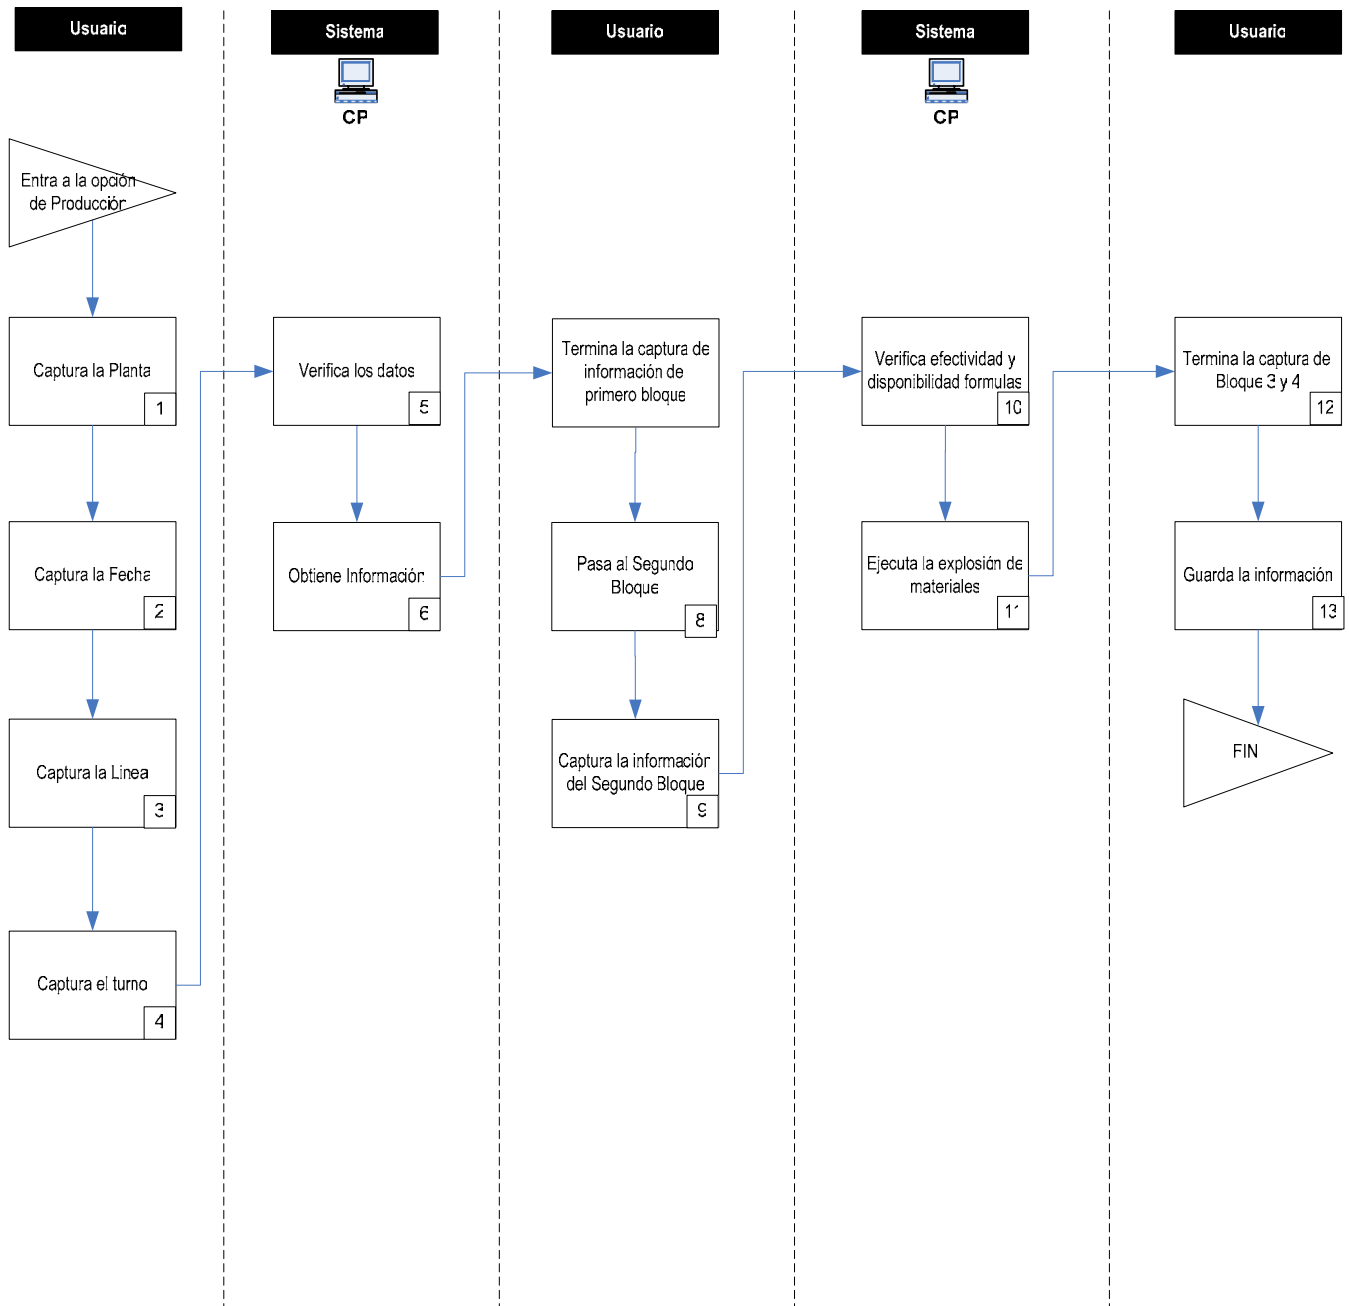 Usuario
Sistema
CP
Usuario
Sistema
CP
Usuario
Entra a la opción
de Producción
Captura la Planta
1
Captura la Fecha
2
Captura la Linea
3
Captura el turno
4
Verifica los datos
5
Obtiene Información
6
Termina la captura de
información de
primero bloque
Pasa al Segundo
Bloque
8
Captura la información
del Segundo Bloque
9
Verifica efectividad y
disponibilidad formulas
10
Ejecuta la explosión de
materiales
11
Termina la captura de
Bloque 3 y 4
12
Guarda la información
13
FIN